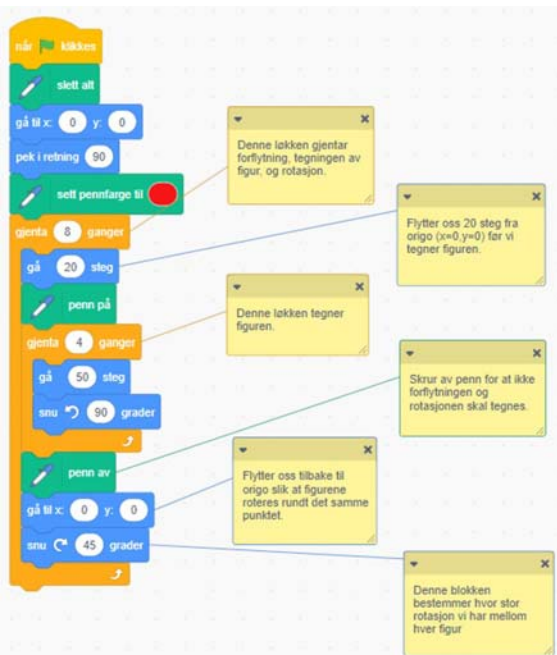 når klikkes
slett alt
gå til x: 0 y: 0
pek i retning 90
sett pennfarge til
gjenta 8 ganger
gå 20 steg
penn på
gjenta 4 ganger
gå 50 steg
snu 90 grader
penn av
gå til x: 0 y: 0
snu 45 grader
Denne løkken gjentar
forflytning, tegningen av
figur, og rotasjon.
Flytter oss 20 steg fra
origo (x=0,y=0) før vi
tegner figuren.
Denne løkken tegner
figuren.
Skrur av penn for at ikke
forflytningen og
rotasjonen skal tegnes.
Flytter oss tilbake til
origo slik at figurene
roteres rundt det samme
punktet.
Denne blokken
bestemmer hvor stor
rotasjon vi har mellom
hver figur